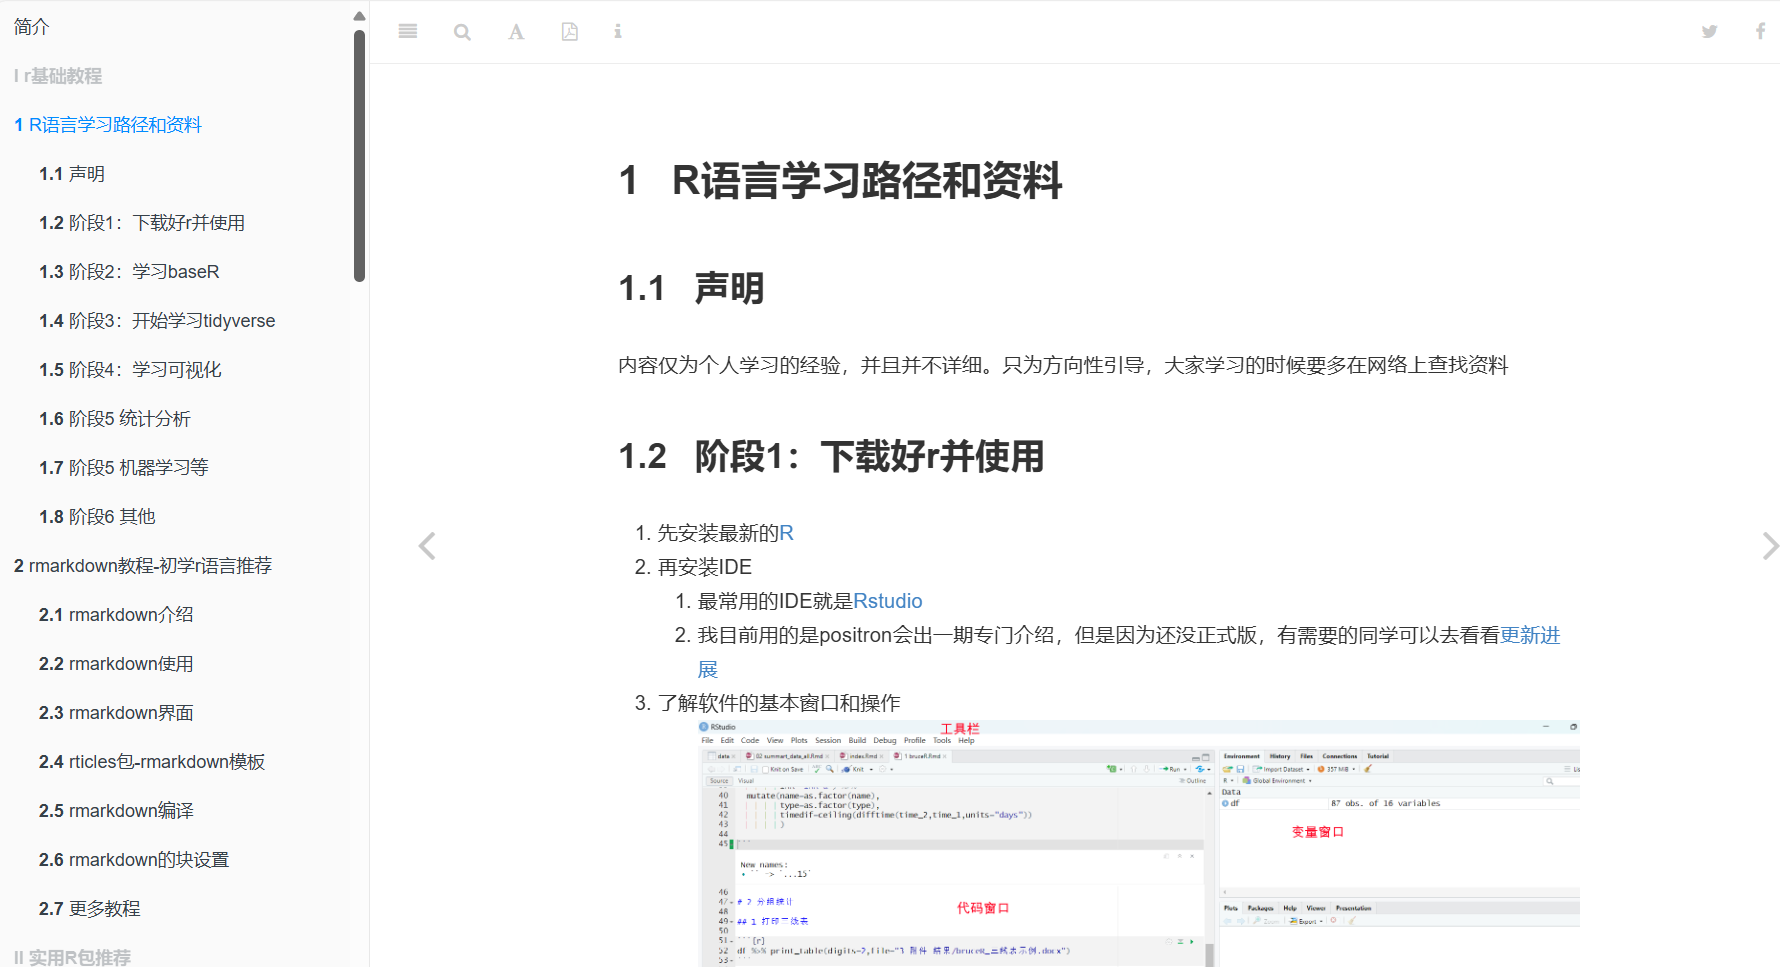 简介
I r基础教程
1 R语言学习路径和资料
1.1 声明
1.2 阶段1：下载好r并使用
1.3 阶段2：学习baseR
1.4 阶段3：开始学习tidyverse
1.5 阶段4：学习可视化
1.6 阶段5 统计分析
1.7 阶段5 机器学习等
1.8 阶段6 其他
2 rmarkdown教程-初学r语言推荐
2.1 rmarkdown介绍
2.2 rmarkdown使用
2.3 rmarkdown界面
2.4 rticles包-rmarkdown模板
2.5 rmarkdown编译
2.6 rmarkdown的块设置
2.7 更多教程
II 实用R包推荐
1 R语言学习路径和资料
1.1 声明
内容仅为个人学习的经验，并且并不详细。只为方向性引导，大家学习的时候要多在网络上查找资料
1.2 阶段1：下载好r并使用
1. 先安装最新的R
2. 再安装IDE
1. 最常用的IDE就是Rstudio
2. 我目前用的是positron会出一期专门介绍，但是因为还没正式版，有需要的同学可以去看看更新进
展
3. 了解软件的基本窗口和操作
RStudio
工具栏
File Edit Code View Plots Session Build Debug Profile Tools Help
data 02 summart_data_all.Rmd index.Rmd 1 bruceR.Rmd
Knit on Save Knit Run
Source Visual Outline
40 mutate(name=as.factor(name),
41 type=as.factor(type),
42 timedif=ceiling(difftime(time_2,time_1,units="days"))
43 )
44
45 ```
New names:
• `` -> `...15`
46
47 # 2 分组统计
48
49 ## 1 打印三线表
50
51 ```{r}
52 df %>% print_table(digits=2,file="3 附件 结果/bruceR_三线表示例.docx")
53 ```
代码窗口
Environment History Files Connections Tutorial
Import Dataset 357 MiB
R Global Environment
Data
df 87 obs. of 16 variables
变量窗口
Plots Packages Help Viewer Presentation
Zoom Export